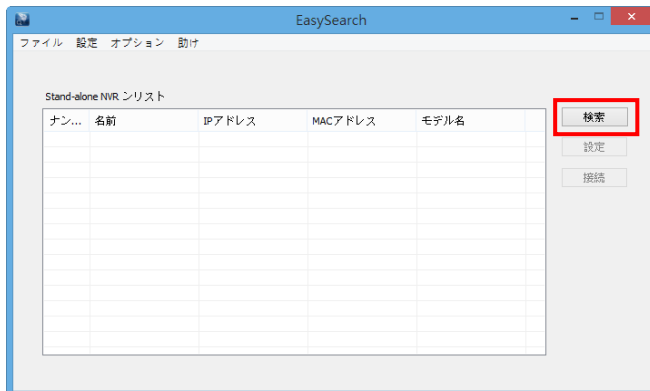 EasySearch
ファイル 設定 オプション 助け
Stand-alone NVR ンリスト
ナン... 名前 IPアドレス MACアドレス モデル名
検索
設定
接続